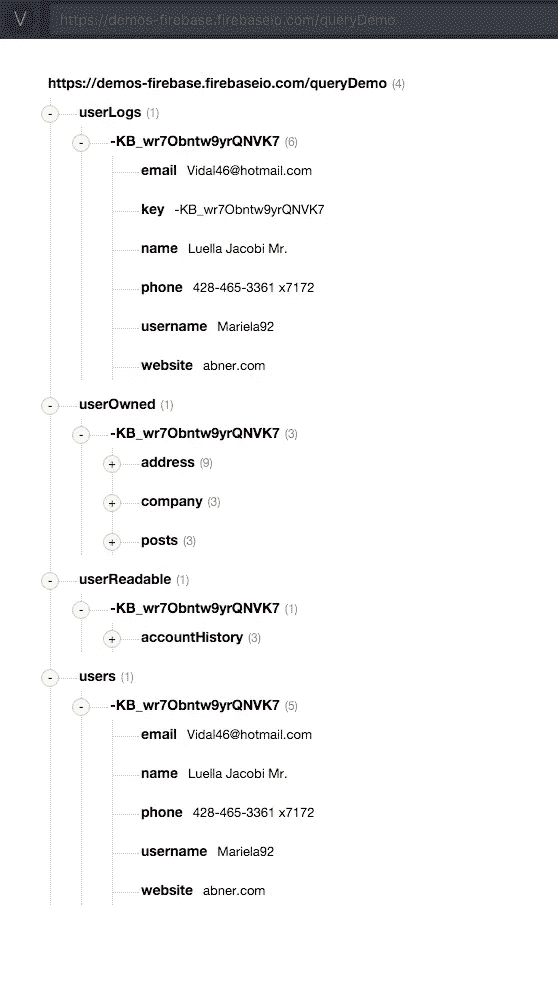 V https://demos-firebase.firebaseio.com/queryDemo
https://demos-firebase.firebaseio.com/queryDemo (4)
- userLogs (1)
- -KB_wr7Obntw9yrQNVK7 (6)
email Vidal46@hotmail.com
key -KB_wr7Obntw9yrQNVK7
name Luella Jacobi Mr.
phone 428-465-3361 x7172
username Mariela92
website abner.com
- userOwned (1)
- -KB_wr7Obntw9yrQNVK7 (3)
+ address (9)
+ company (3)
+ posts (3)
- userReadable (1)
- -KB_wr7Obntw9yrQNVK7 (1)
+ accountHistory (3)
- users (1)
- -KB_wr7Obntw9yrQNVK7 (5)
email Vidal46@hotmail.com
name Luella Jacobi Mr.
phone 428-465-3361 x7172
username Mariela92
website abner.com